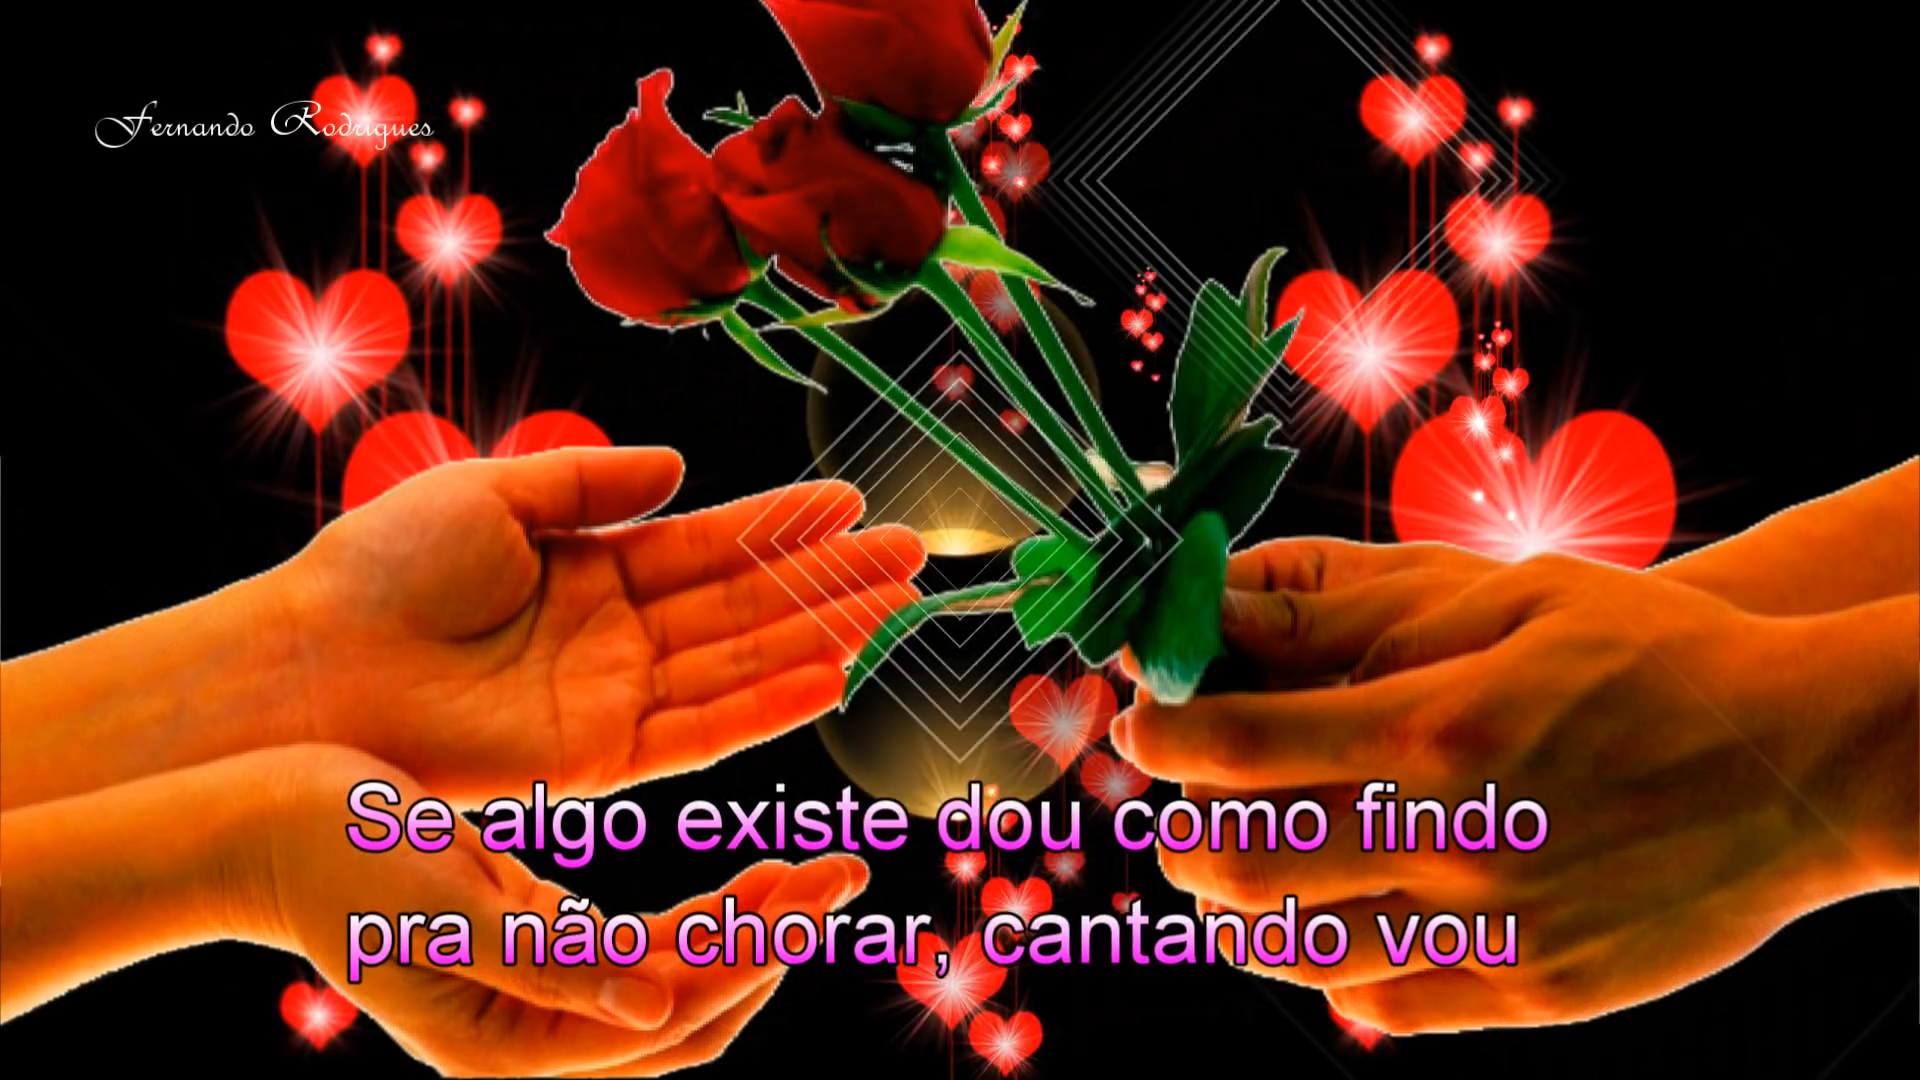 Fernando Rodrigues
Se algo existe dou como findo
pra não chorar, cantando vou